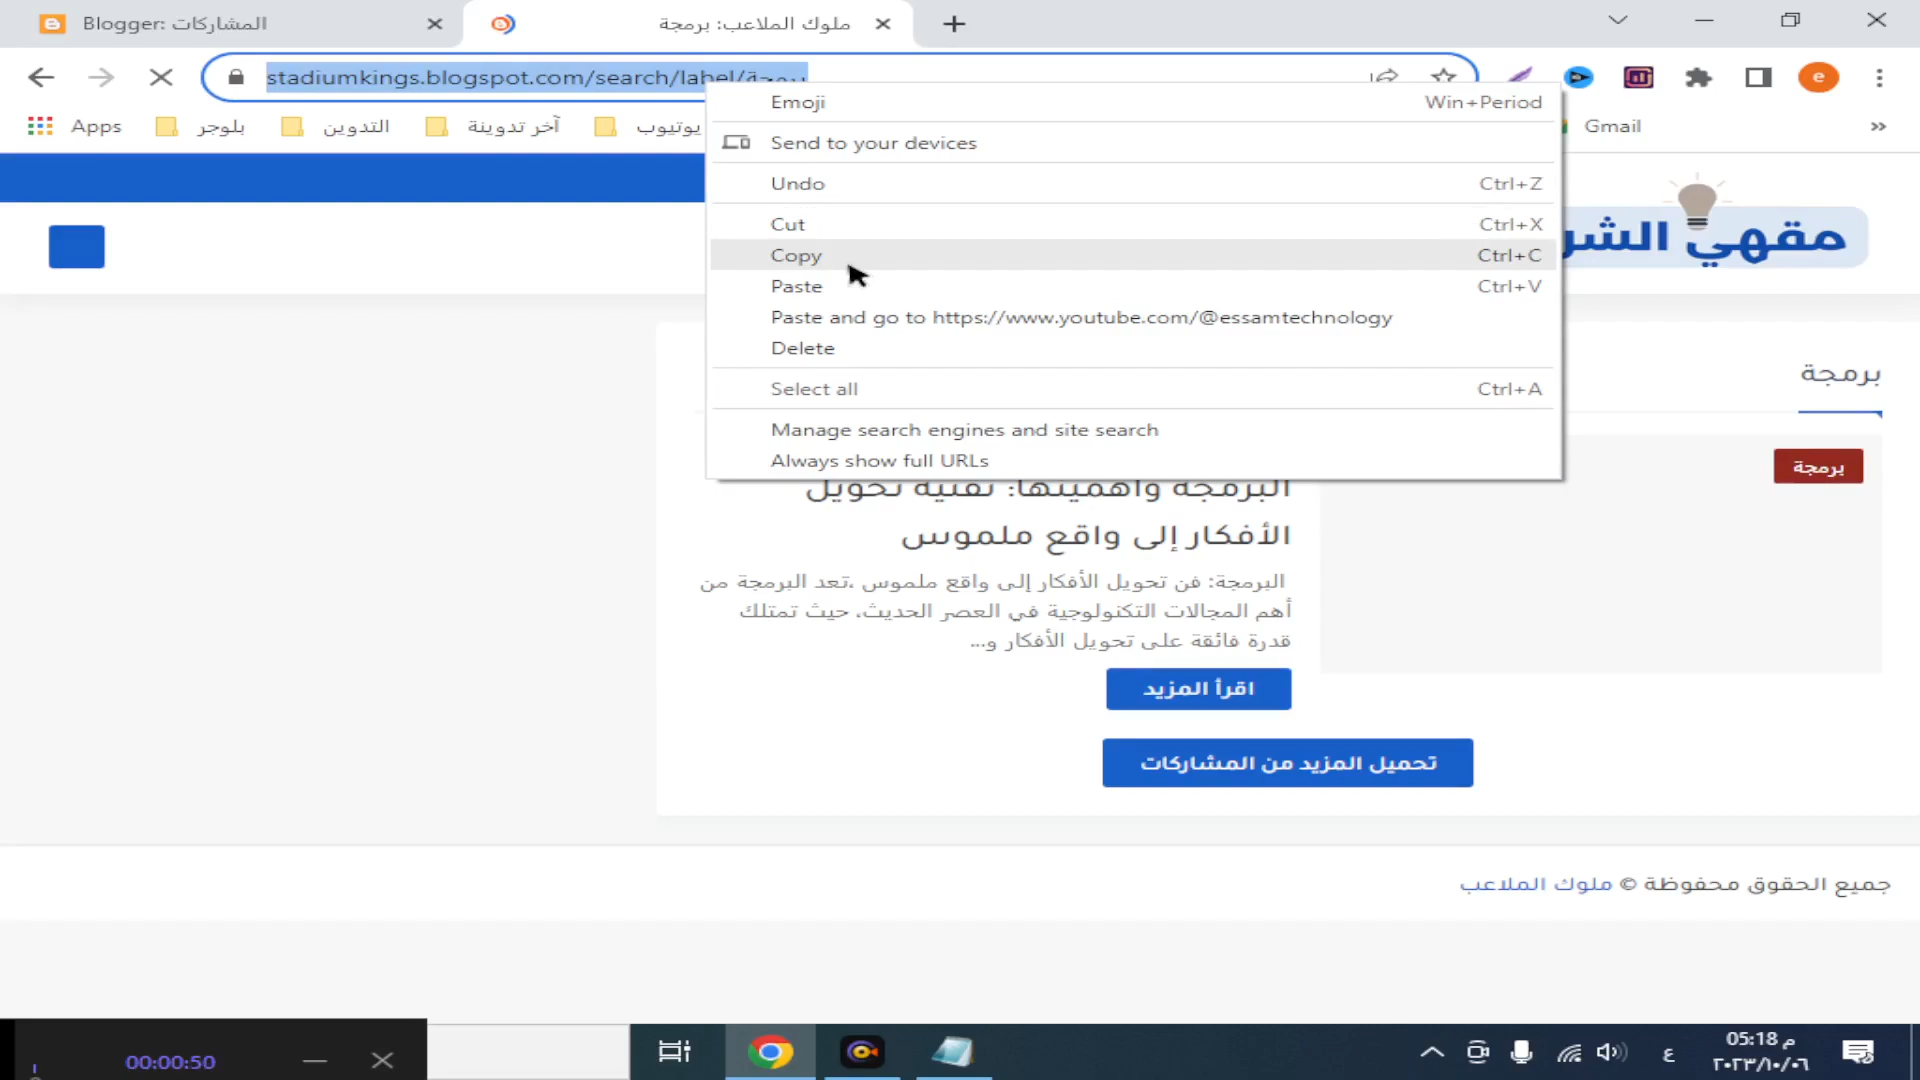 Blogger: المشاركات
ملوك الملاعب: برمجة
stadiumkings.blogspot.com/search/label/برمجة
e
Apps
بلوجر
التدوين
آخر تدوينة
يوتيوب
Gmail
»
Emoji Win+Period
Send to your devices
Undo Ctrl+Z
Cut Ctrl+X
Copy Ctrl+C
Paste Ctrl+V
Paste and go to https://www.youtube.com/@essamtechnology
Delete
Select all Ctrl+A
Manage search engines and site search
Always show full URLs
مقهي الشر
برمجة
برمجة
البرمجة وأهميتها: تقنية تحويل
الأفكار إلى واقع ملموس
البرمجة: فن تحويل الأفكار إلى واقع ملموس ،تعد البرمجة من
أهم المجالات التكنولوجية في العصر الحديث، حيث تمتلك
قدرة فائقة على تحويل الأفكار و...
اقرأ المزيد
تحميل المزيد من المشاركات
جميع الحقوق محفوظة © ملوك الملاعب
00:00:50
ع
05:18 م
٢٠٢٣/١٠/٠٦